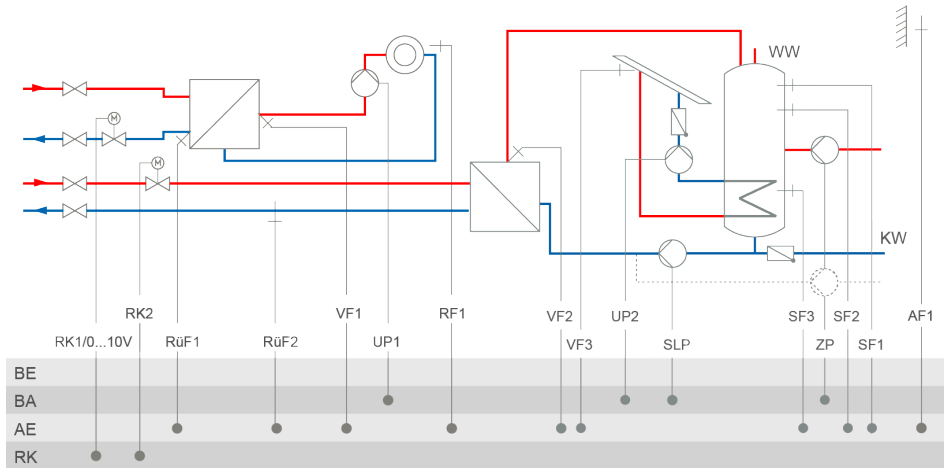 WW
M
M
KW
RK2 VF1 RF1 VF2 UP2 SF3 SF2 AF1
RK1/0...10V RüF1 RüF2 UP1 VF3 SLP ZP SF1
BE
BA
AE
RK